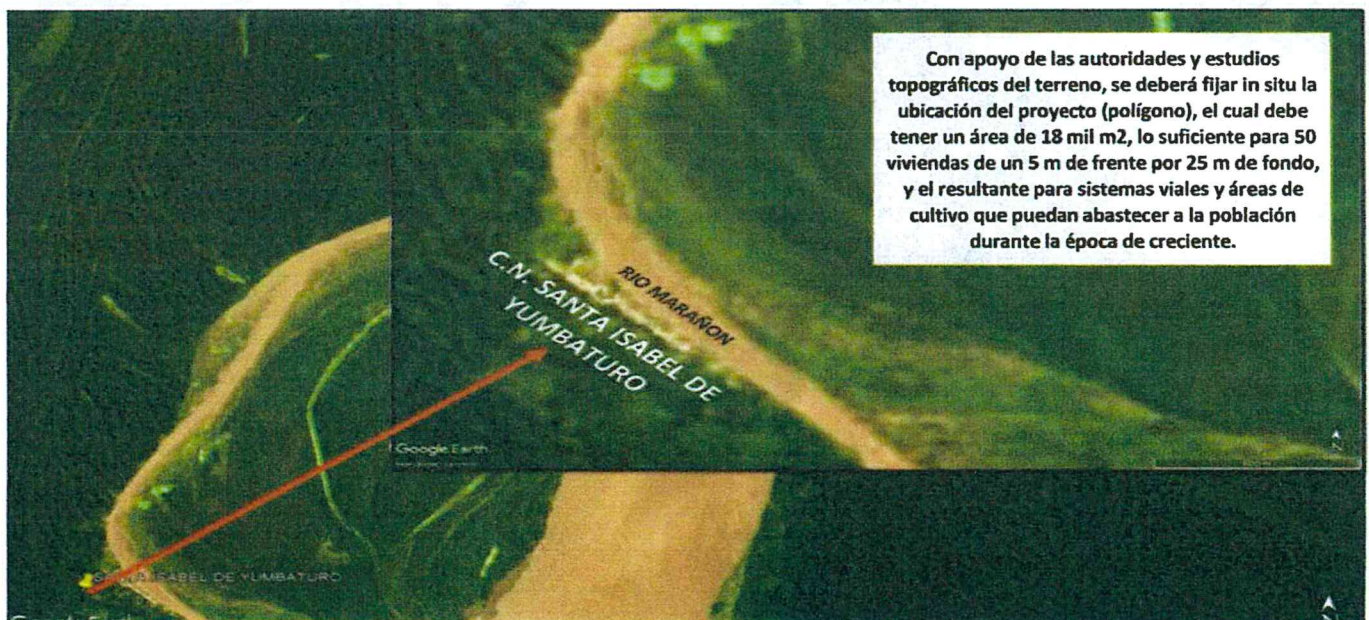 Con apoyo de las autoridades y estudios
topográficos del terreno, se deberá fijar in situ la
ubicación del proyecto (polígono), el cual debe
tener un área de 18 mil m2, lo suficiente para 50
viviendas de un 5 m de frente por 25 m de fondo,
y el resultante para sistemas viales y áreas de
cultivo que puedan abastecer a la población
durante la época de creciente.
RIO MARAÑON
C.N. SANTA ISABEL DE
YUMBATURO
Google Earth
SANTA ISABEL DE YUMBATURO